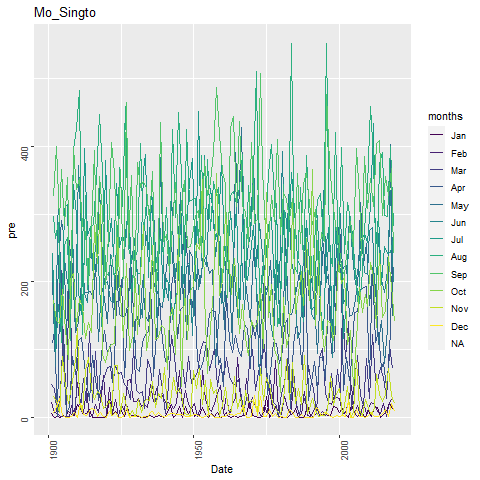 Mo_Singto
pre
400
200
0
1900
1950
2000
Date
months
Jan
Feb
Mar
Apr
May
Jun
Jul
Aug
Sep
Oct
Nov
Dec
NA